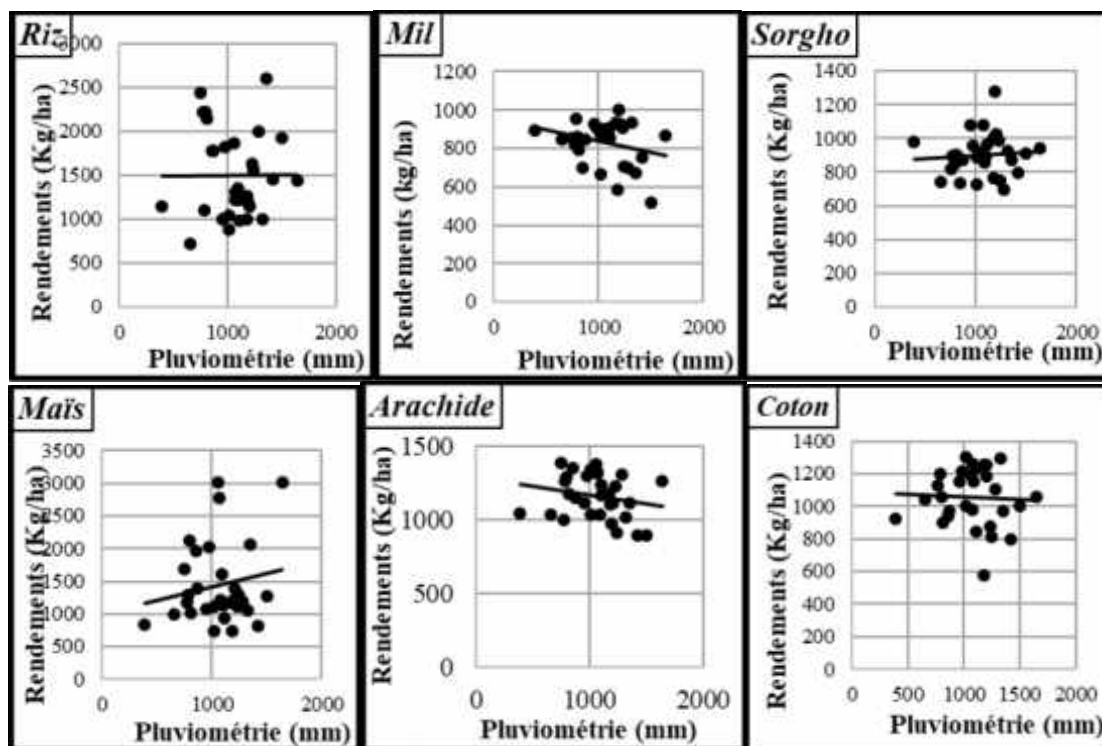 Riz
Rendements (Kg/ha)
3000
2500
2000
1500
1000
500
0
0 1000 2000
Pluviométrie (mm)
Mil
Rendements (kg/ha)
1200
1000
800
600
400
200
0
0 1000 2000
Pluviométrie (mm)
Sorgho
Rendements (Kg/ha)
1400
1200
1000
800
600
400
200
0
0 1000 2000
Pluviométrie (mm)
Maïs
Rendements (Kg/ha)
3500
3000
2500
2000
1500
1000
500
0
0 1000 2000
Pluviométrie (mm)
Arachide
Rendements (Kg/ha)
1500
1000
500
0
0 1000 2000
Pluviométrie (mm)
Coton
Rendements (Kg/ha)
1400
1200
1000
800
600
400
200
0
0 500 1000 1500 2000
Pluviométrie (mm)